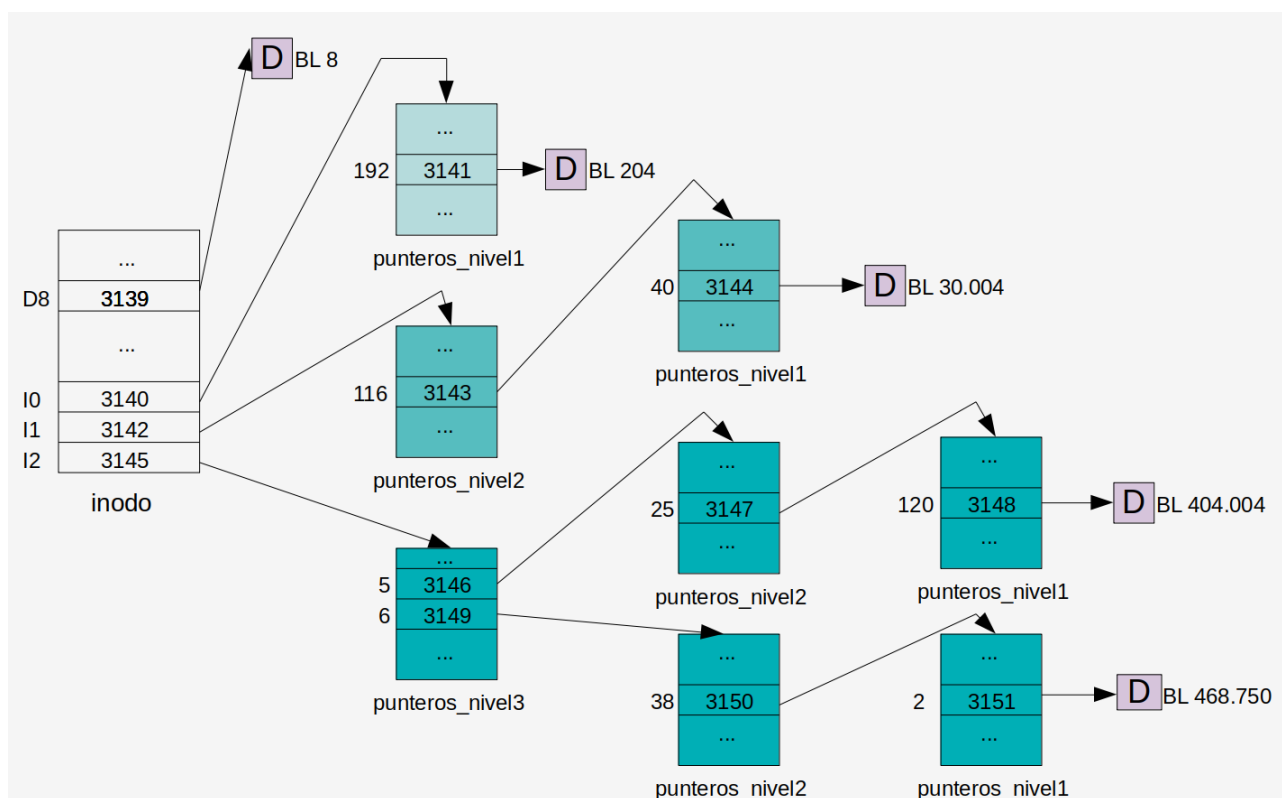 D BL 8
...
192 3141 D BL 204
...
punteros_nivel1
...
D8 3139
...
I0 3140
I1 3142
I2 3145
inodo
...
116 3143
...
punteros_nivel2
...
40 3144 D BL 30.004
...
punteros_nivel1
...
5 3146
6 3149
...
punteros_nivel3
...
25 3147
...
punteros_nivel2
...
120 3148 D BL 404.004
...
punteros_nivel1
...
38 3150
...
punteros_nivel2
...
2 3151 D BL 468.750
...
punteros_nivel1